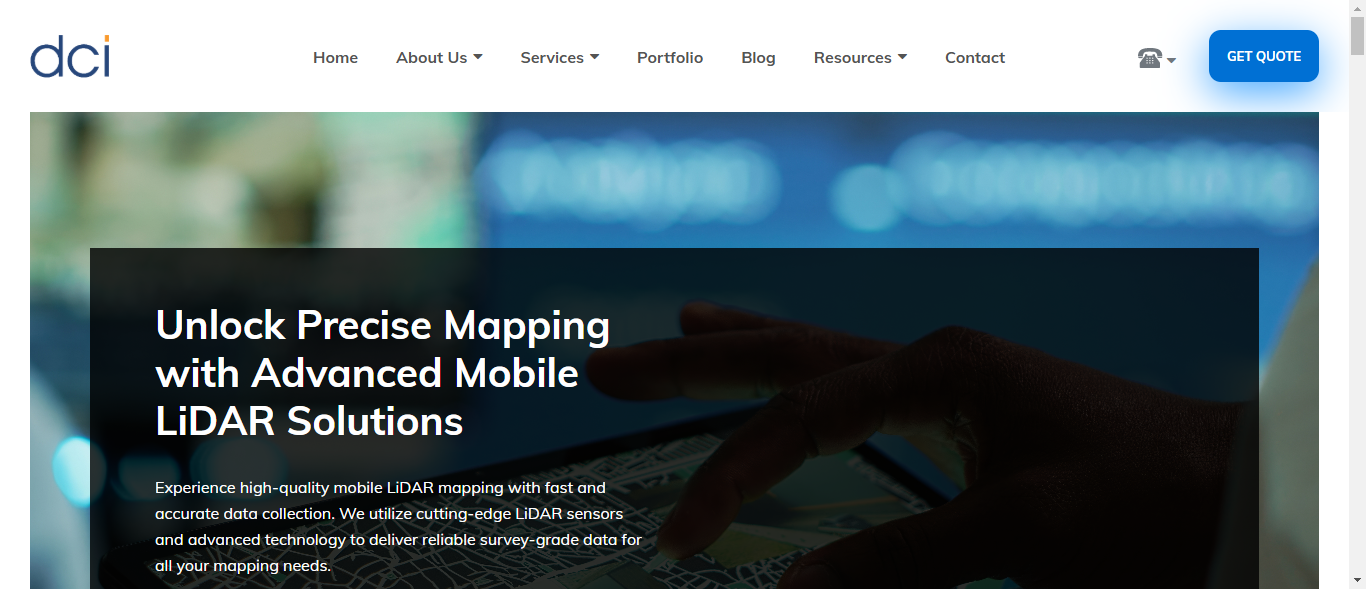 dci
Home
About Us
Services
Portfolio
Blog
Resources
Contact
GET QUOTE
Unlock Precise Mapping
with Advanced Mobile
LiDAR Solutions
Experience high-quality mobile LiDAR mapping with fast and
accurate data collection. We utilize cutting-edge LiDAR sensors
and advanced technology to deliver reliable survey-grade data for
all your mapping needs.